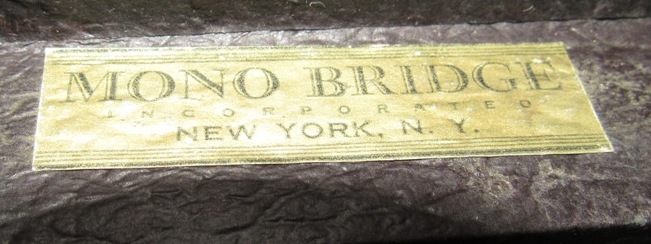 MONO BRIDGE
INCORPORATED
NEW YORK, N. Y.